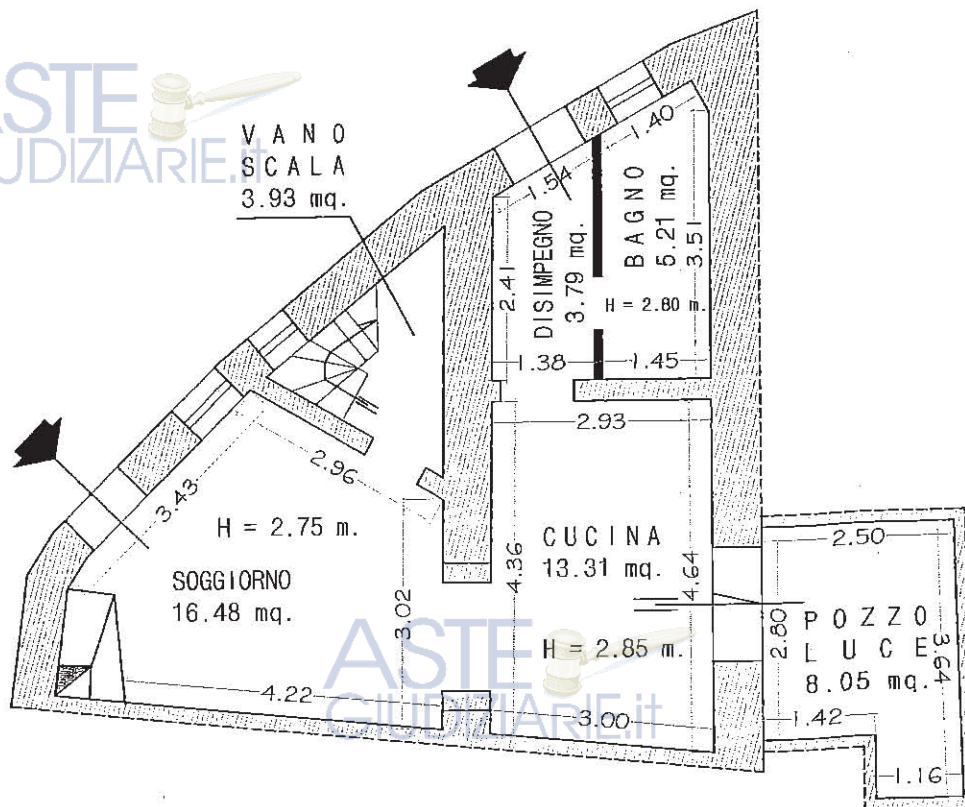 ASTE
GIUDIZIARIE.it
VANO
SCALA
3.93 mq.
1.40
1.54
BAGNO
5.21 mq.
3.51
DISIMPEGNO
3.79 mq.
2.41
H = 2.80 m.
1.38
1.45
2.93
2.96
3.43
H = 2.75 m.
SOGGIORNO
16.48 mq.
3.02
4.36
CUCINA
13.31 mq.
4.64
H = 2.85 m.
2.50
2.80
POZZO
LUCE
8.05 mq.
3.64
ASTE
GIUDIZIARIE.it
4.22
3.00
1.42
1.16